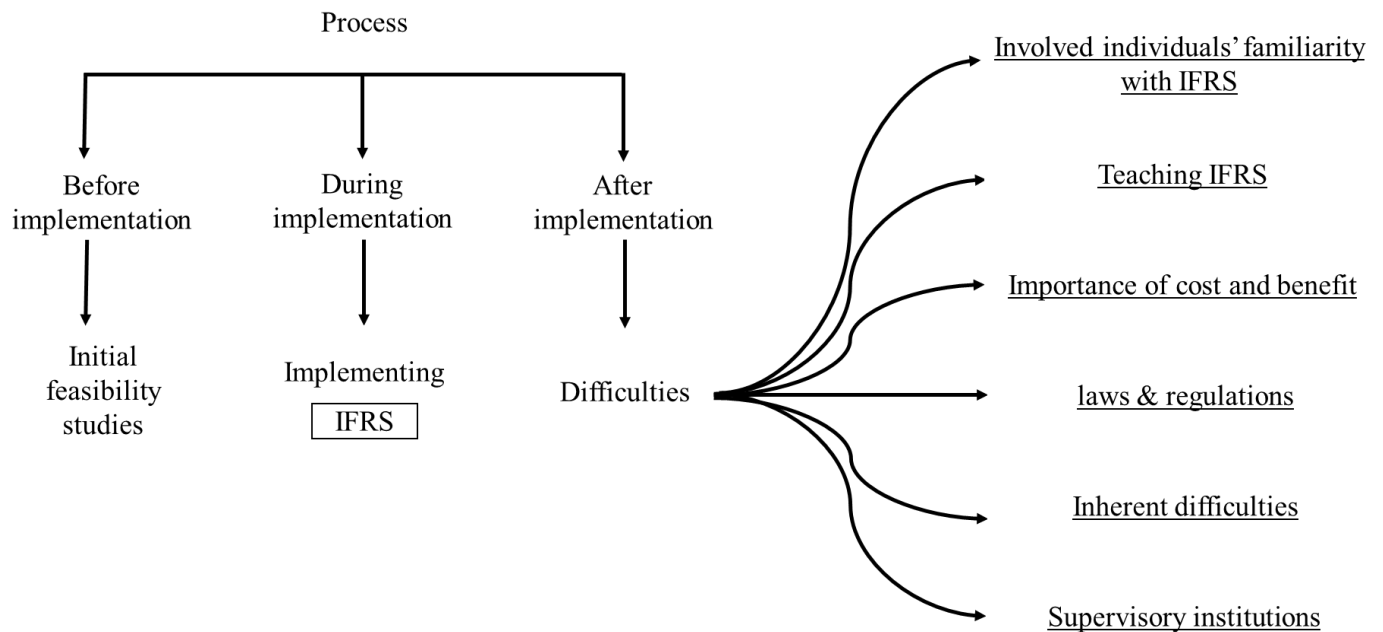 Process
Before
implementation
During
implementation
After
implementation
Initial
feasibility
studies
Implementing
IFRS
Difficulties
Involved individuals’ familiarity
with IFRS
Teaching IFRS
Importance of cost and benefit
laws & regulations
Inherent difficulties
Supervisory institutions